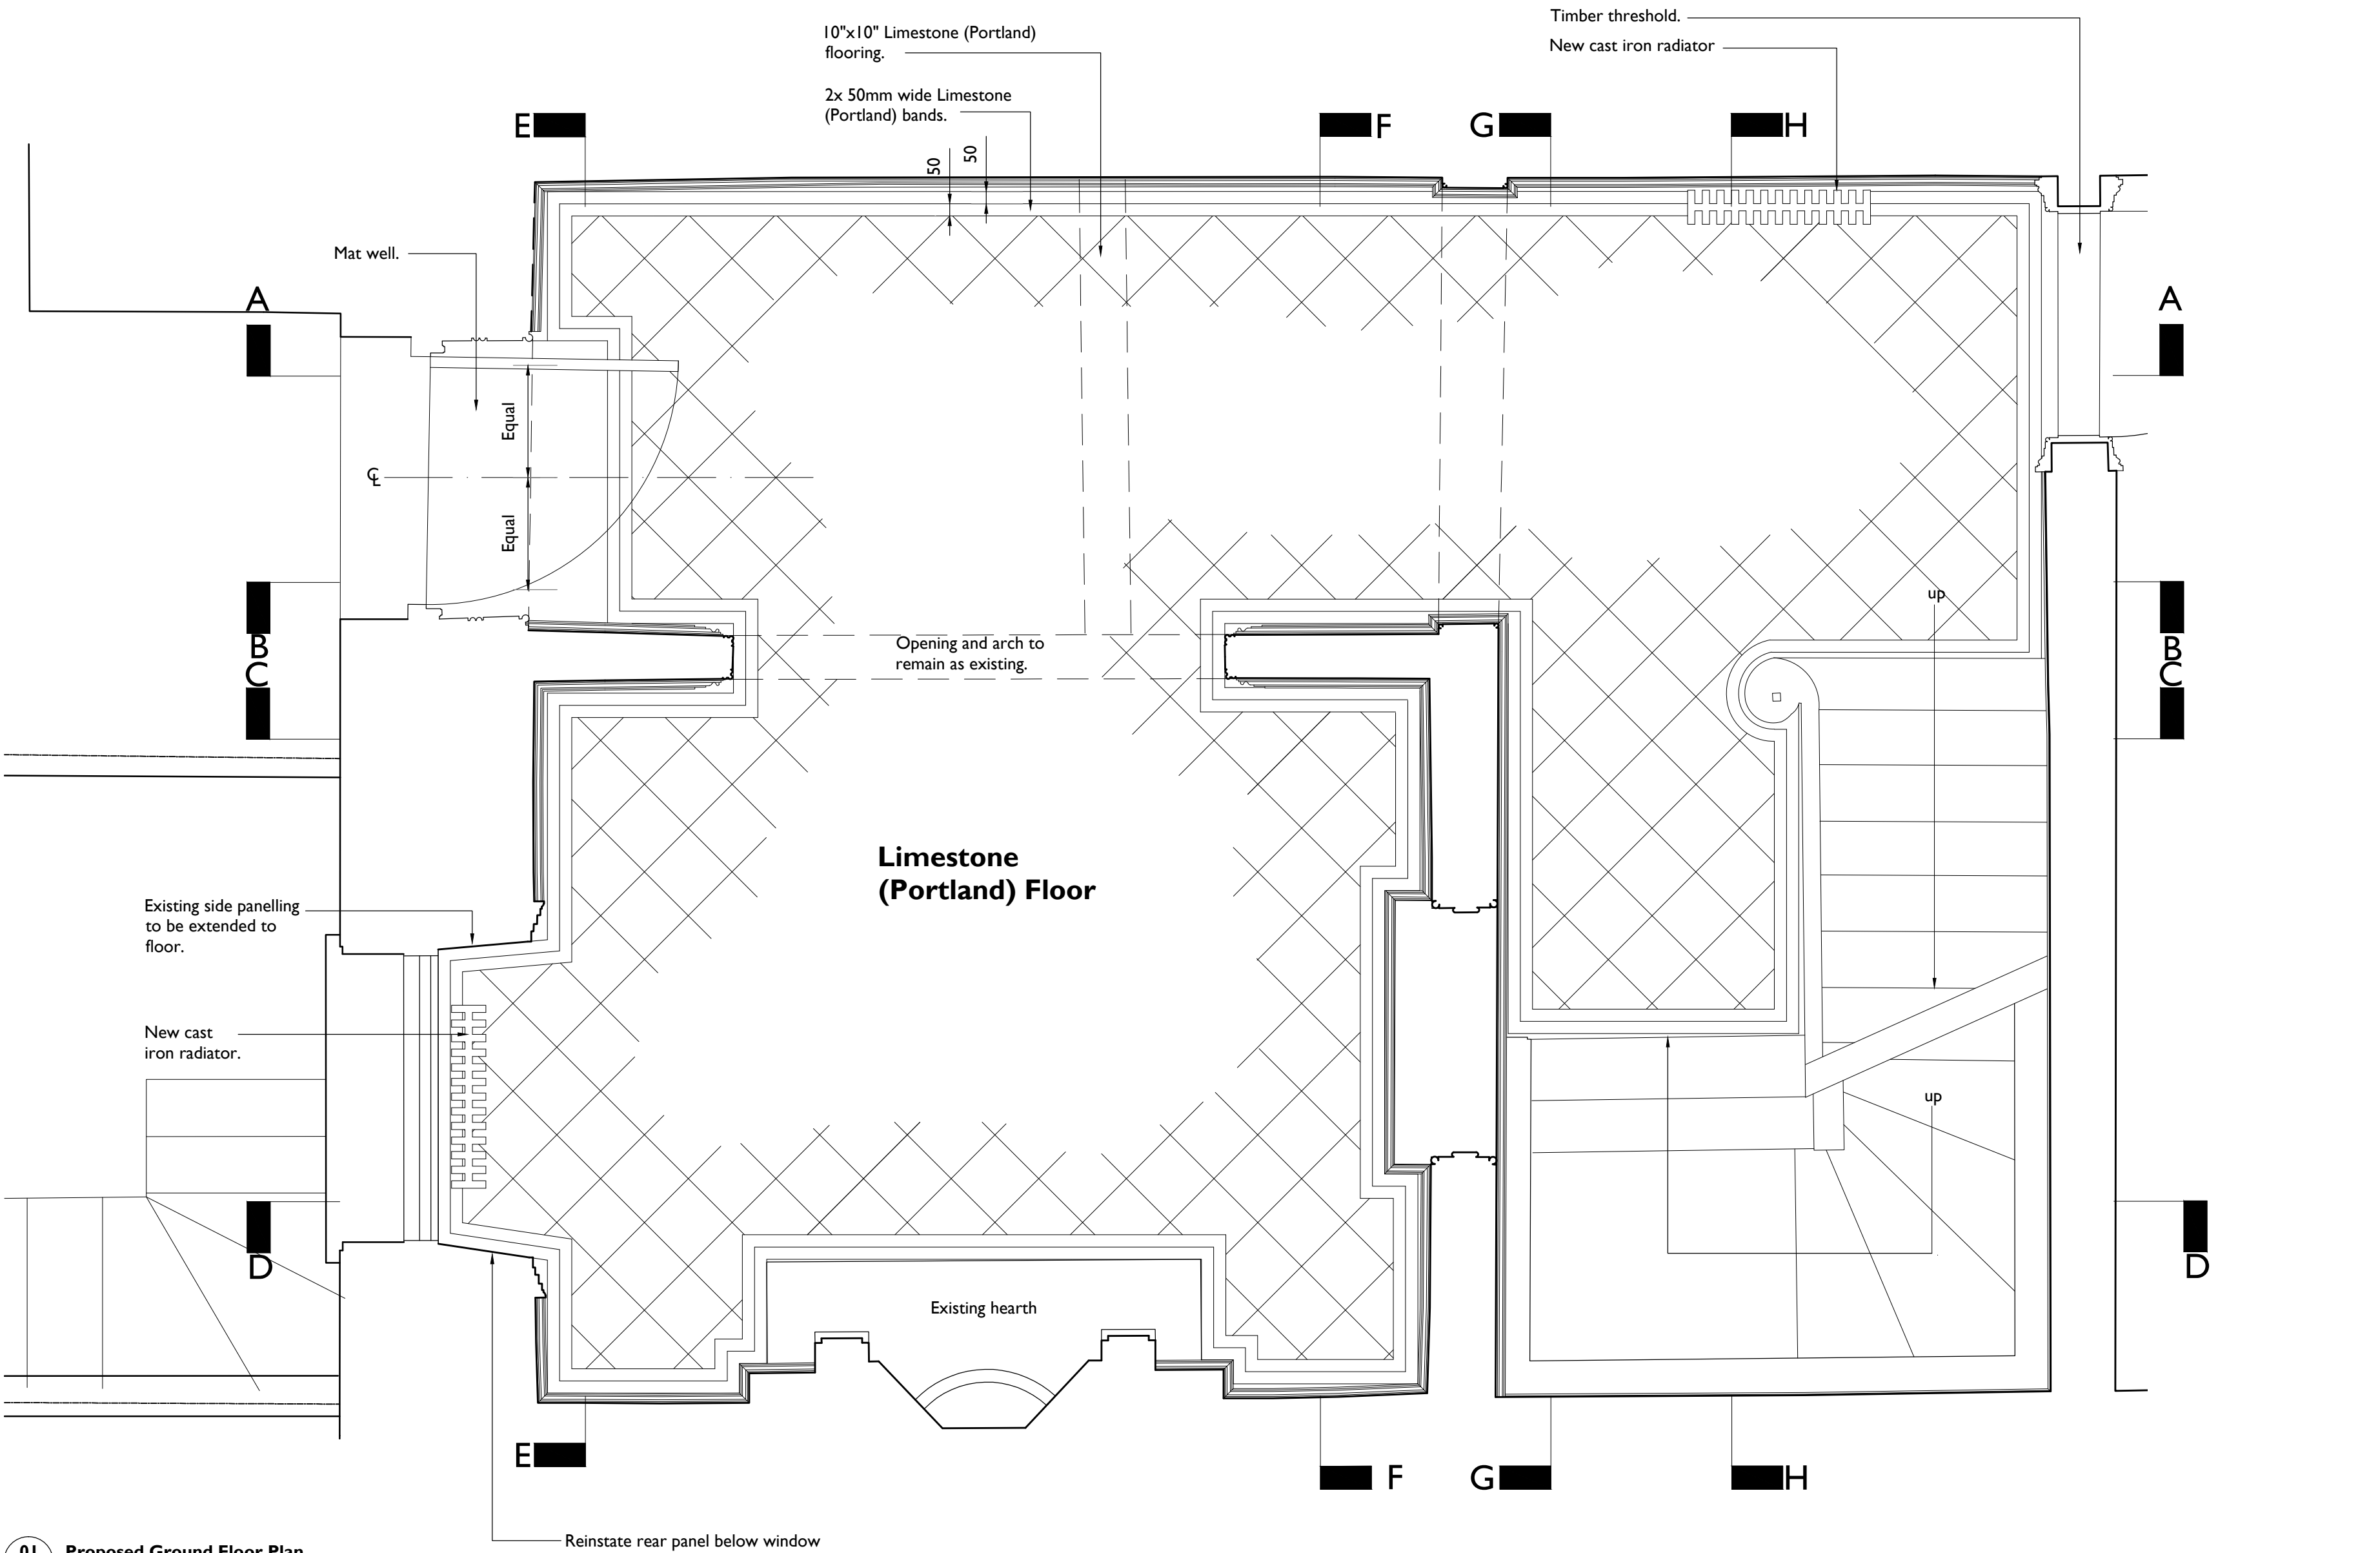 Timber threshold.
New cast iron radiator
10"x10" Limestone (Portland)
flooring.
2x 50mm wide Limestone
(Portland) bands.
E
F
G
H
50
50
Mat well.
A
A
Equal
℄
Equal
up
B
C
B
C
Opening and arch to
remain as existing.
Limestone
(Portland) Floor
Existing side panelling
to be extended to
floor.
New cast
iron radiator.
up
D
D
Existing hearth
E
F
G
H
Reinstate rear panel below window
01
Proposed Ground Floor Plan